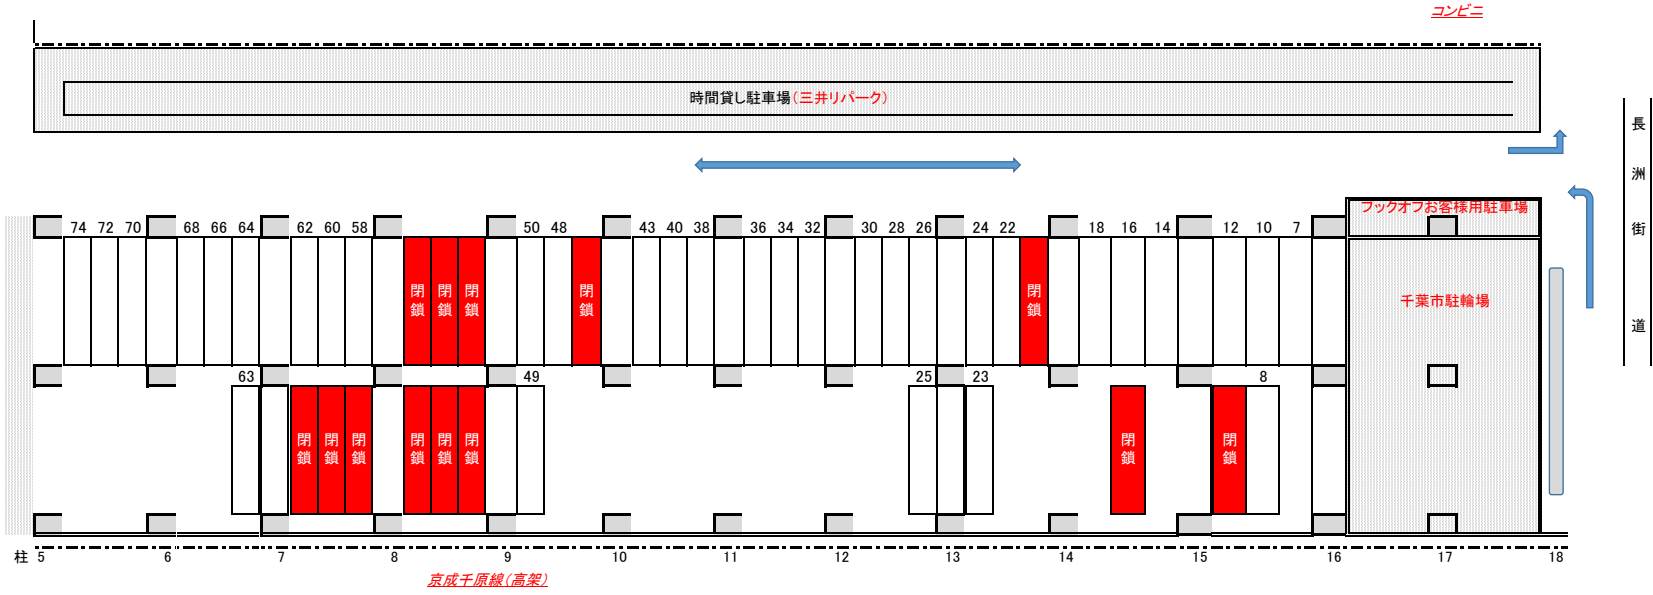 コンビニ
時間貸し駐車場(三井リパーク)
長
洲
街
道
ブックオフお客様用駐車場
74 72 70 68 66 64 62 60 58 50 48 43 40 38 36 34 32 30 28 26 24 22 18 16 14 12 10 7
閉鎖 閉鎖 閉鎖 閉鎖 閉鎖
千葉市駐輪場
63 49 25 23 8
閉鎖 閉鎖 閉鎖 閉鎖 閉鎖 閉鎖 閉鎖 閉鎖
柱 5 6 7 8 9 10 11 12 13 14 15 16 17 18
京成千原線(高架)